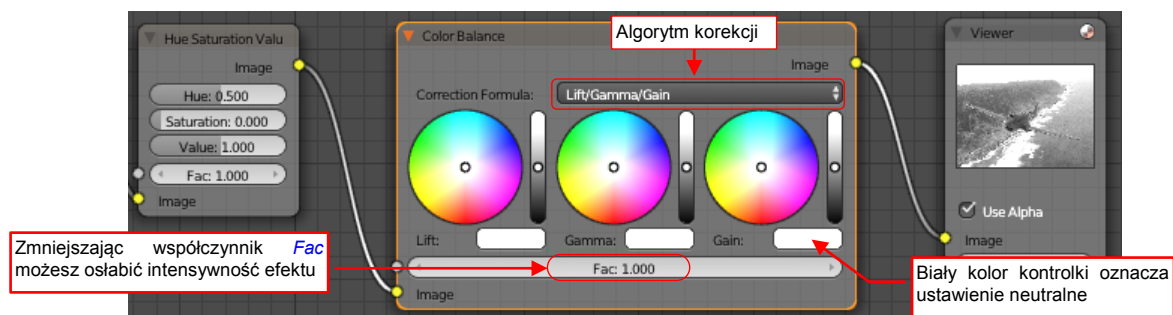 Hue Saturation Valu
Image
Hue: 0.500
Saturation: 0.000
Value: 1.000
Fac: 1.000
Image
Color Balance
Algorytm korekcji
Image
Correction Formula:
Lift/Gamma/Gain
Lift:
Gamma:
Gain:
Fac: 1.000
Image
Viewer
Use Alpha
Image
Zmniejszając współczynnik Fac
możesz osłabić intensywność efektu
Biały kolor kontrolki oznacza
ustawienie neutralne